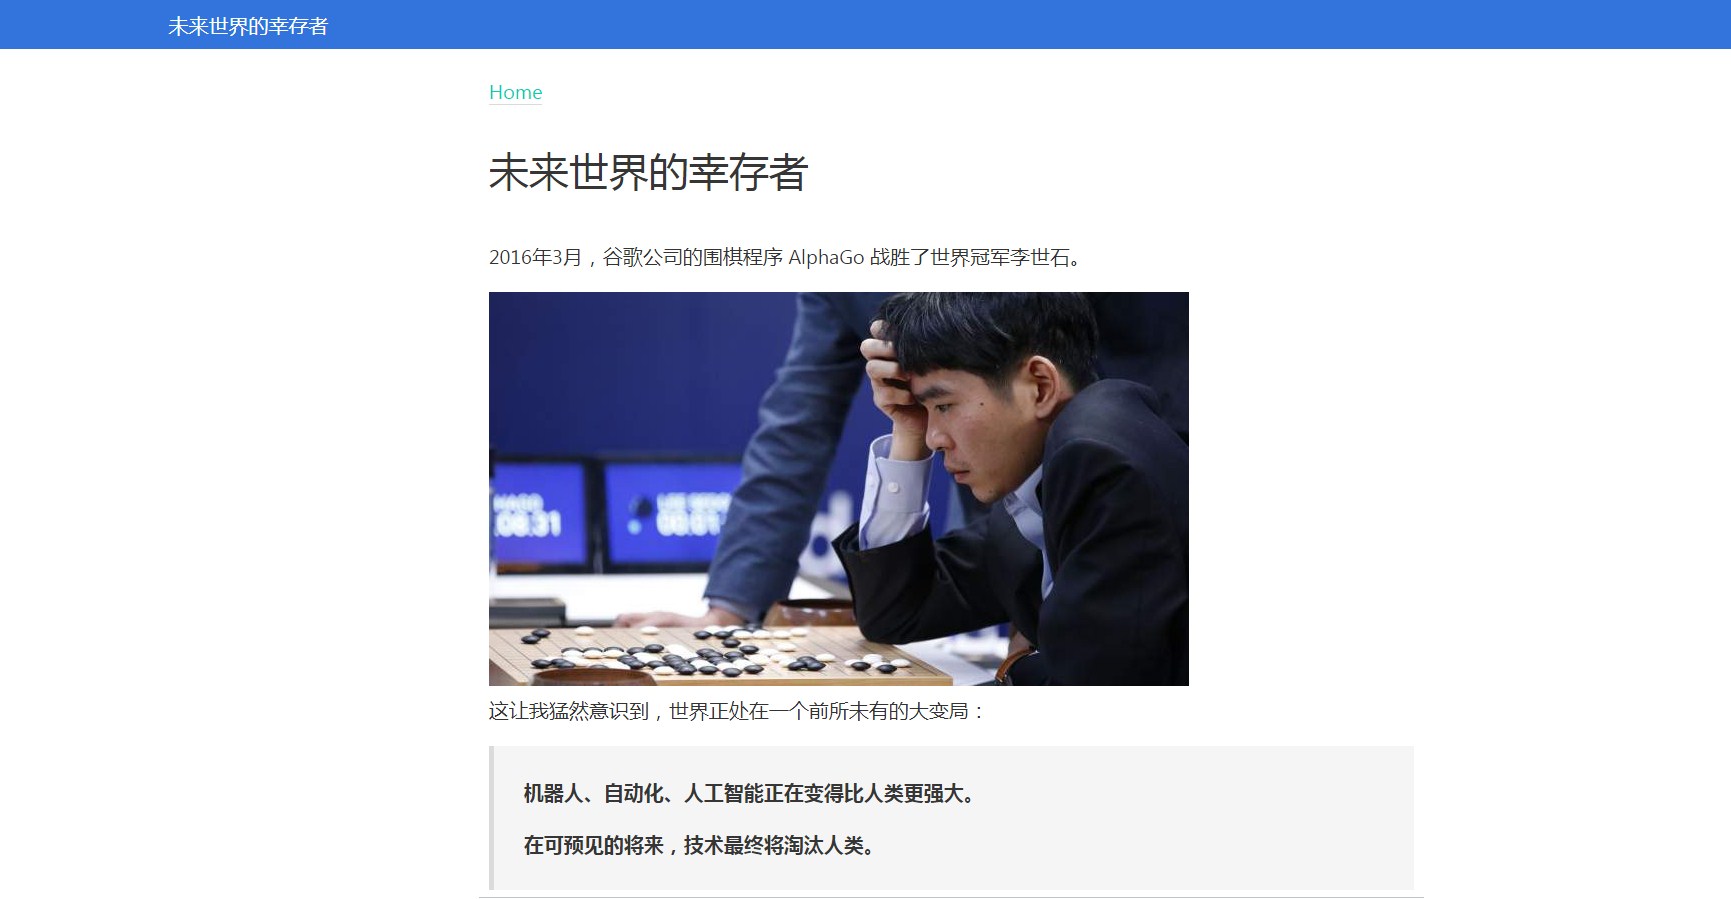 未来世界的幸存者
Home
未来世界的幸存者
2016年3月，谷歌公司的围棋程序 AlphaGo 战胜了世界冠军李世石。
08:31
00:01
这让我猛然意识到，世界正处在一个前所未有的大变局：
机器人、自动化、人工智能正在变得比人类更强大。
在可预见的将来，技术最终将淘汰人类。